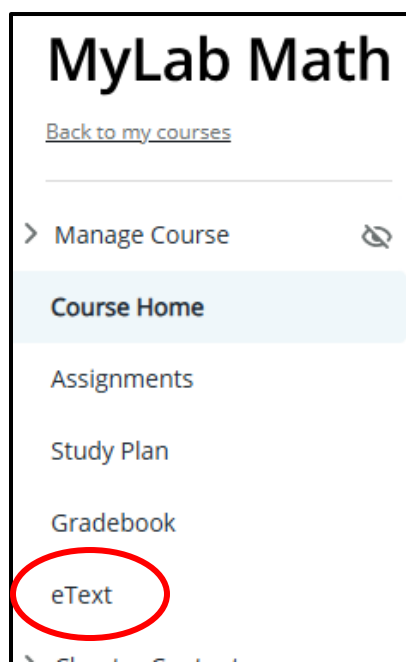 MyLab Math
Back to my courses
Manage Course
Course Home
Assignments
Study Plan
Gradebook
eText